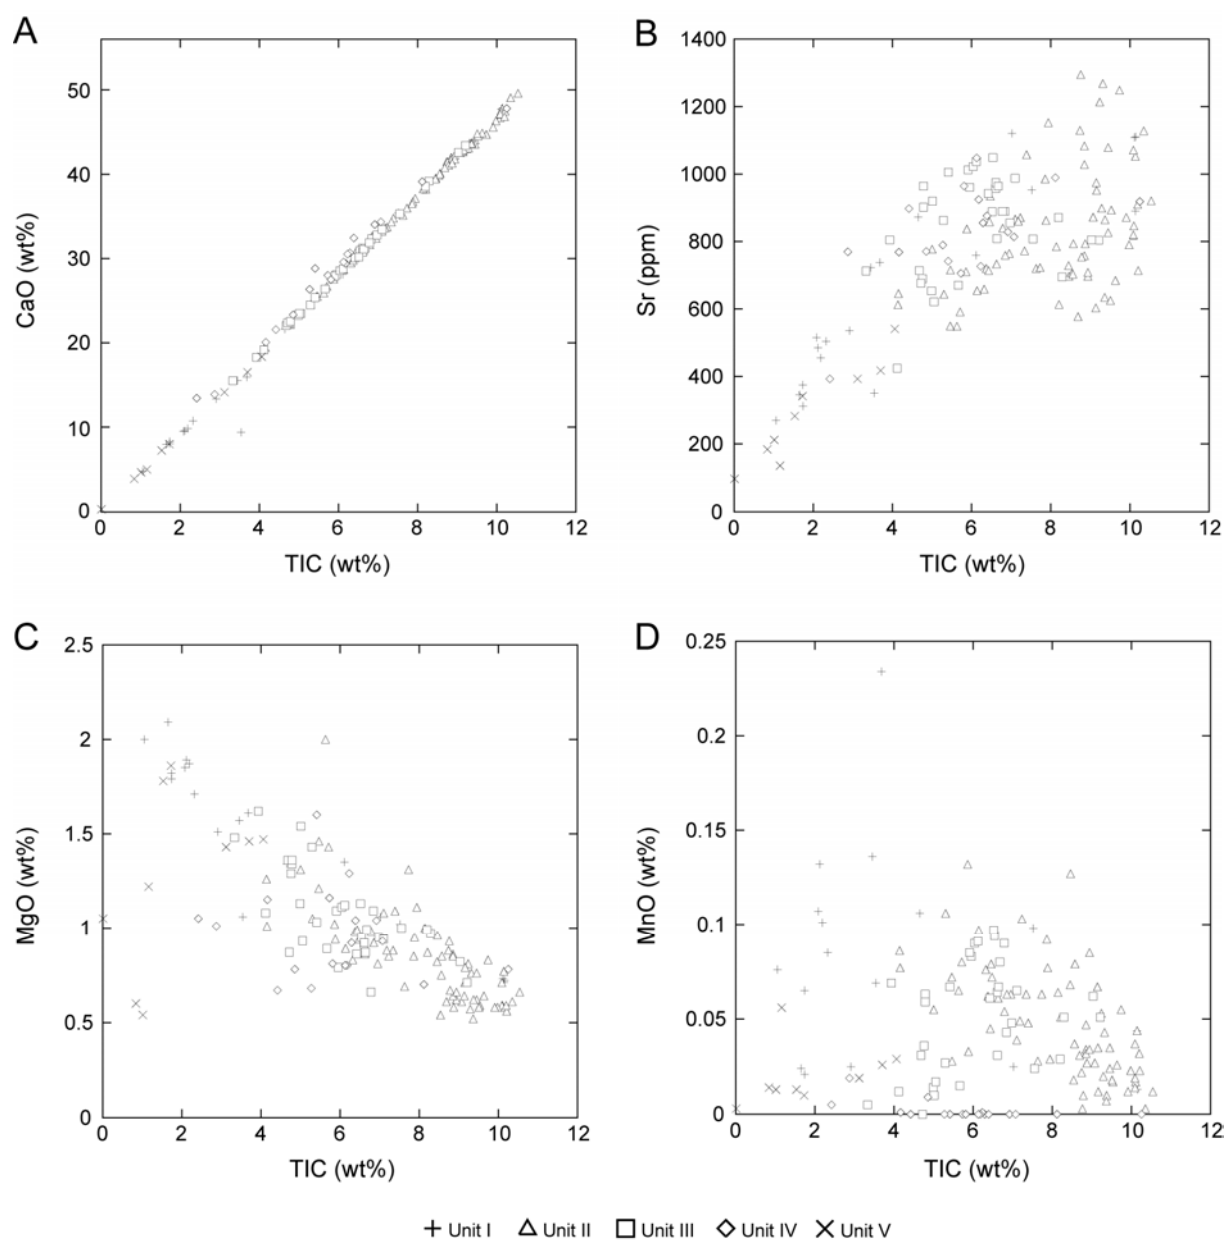 A
50
40
30
20
10
0
CaO (wt%)
0 2 4 6 8 10 12
TIC (wt%)
B
1400
1200
1000
800
600
400
200
0
Sr (ppm)
0 2 4 6 8 10 12
TIC (wt%)
C
2.5
2
1.5
1
0.5
0
MgO (wt%)
0 2 4 6 8 10 12
TIC (wt%)
D
0.25
0.2
0.15
0.1
0.05
0
MnO (wt%)
0 2 4 6 8 10 12
TIC (wt%)
Unit I Unit II Unit III Unit IV Unit V